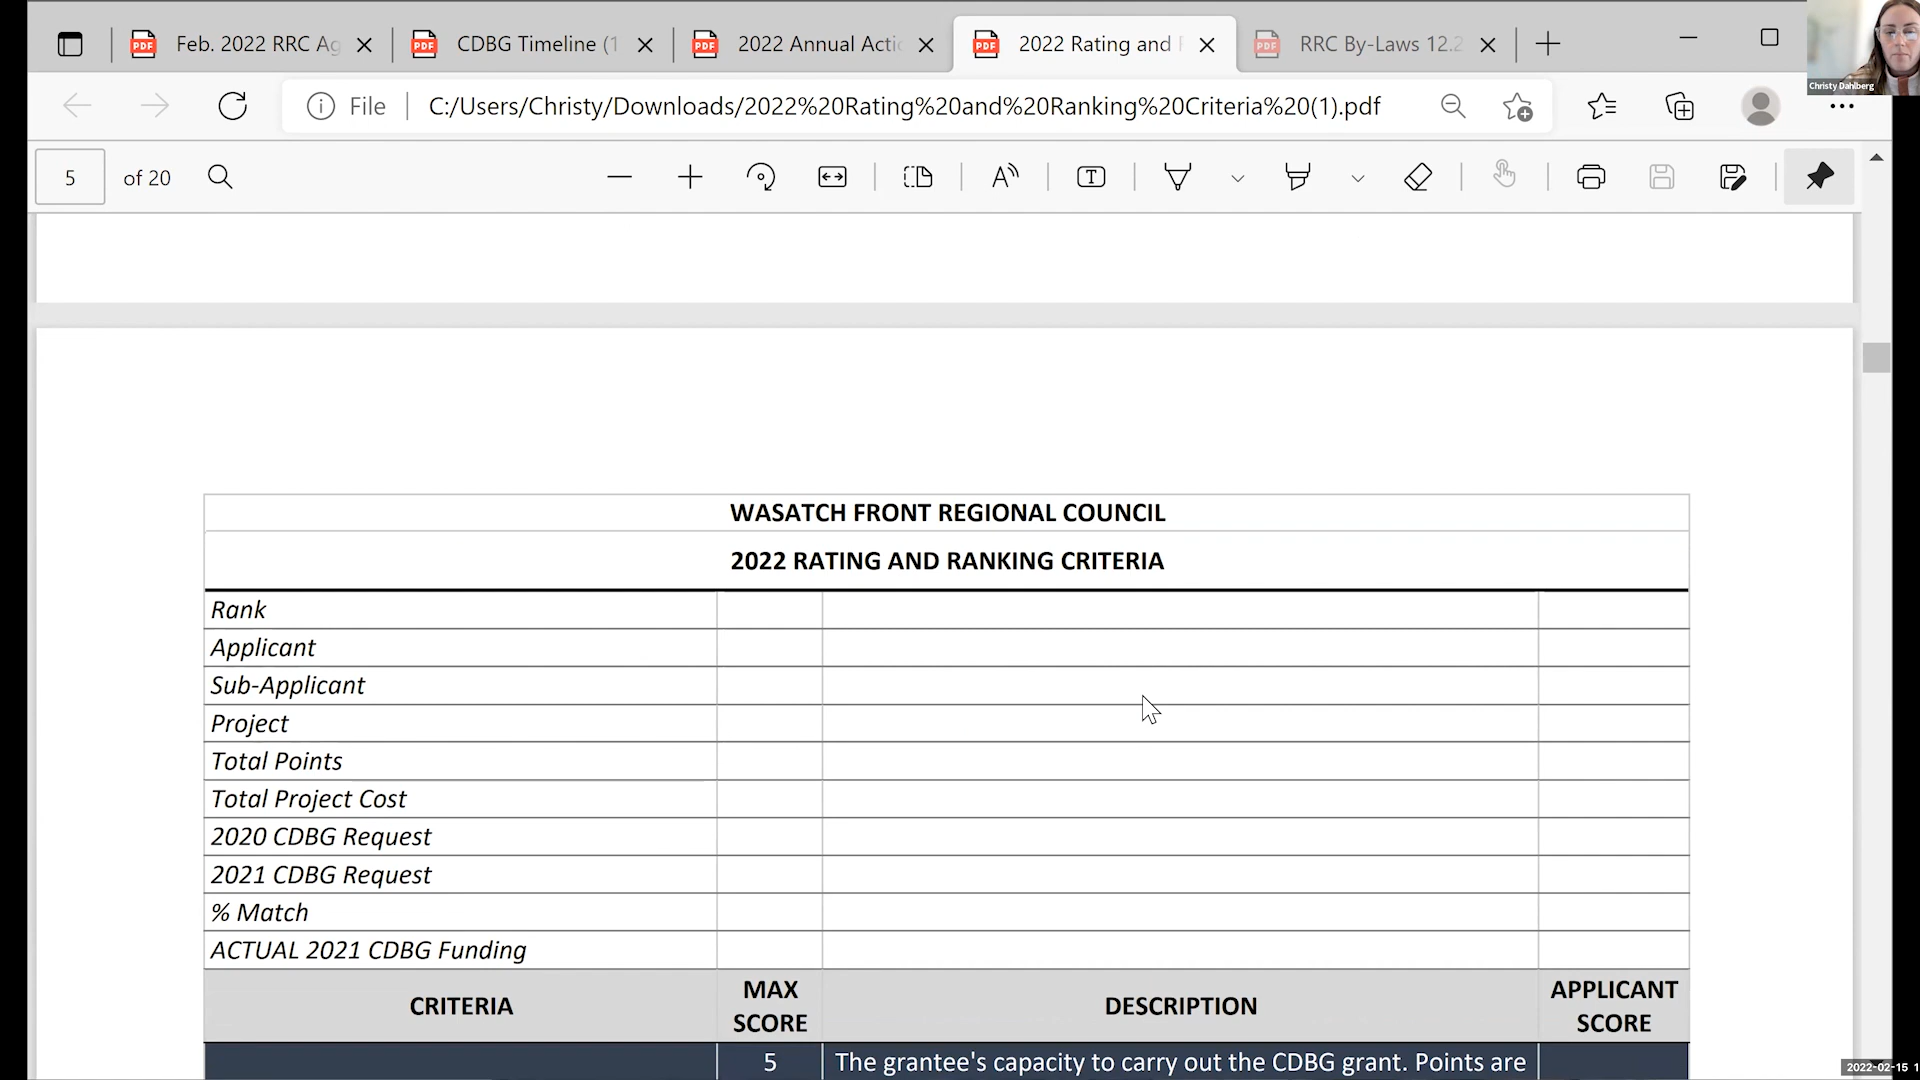 Feb. 2022 RRC Ag
CDBG Timeline (1
2022 Annual Actic
2022 Rating and
RRC By-Laws 12.2
File
C:/Users/Christy/Downloads/2022%20Rating%20and%20Ranking%20Criteria%20(1).pdf
Christy Dahlberg
5 of 20
WASATCH FRONT REGIONAL COUNCIL
2022 RATING AND RANKING CRITERIA
Rank
Applicant
Sub-Applicant
Project
Total Points
Total Project Cost
2020 CDBG Request
2021 CDBG Request
% Match
ACTUAL 2021 CDBG Funding
CRITERIA
MAX
SCORE
DESCRIPTION
APPLICANT
SCORE
5
The grantee's capacity to carry out the CDBG grant. Points are
2022-02-15 1